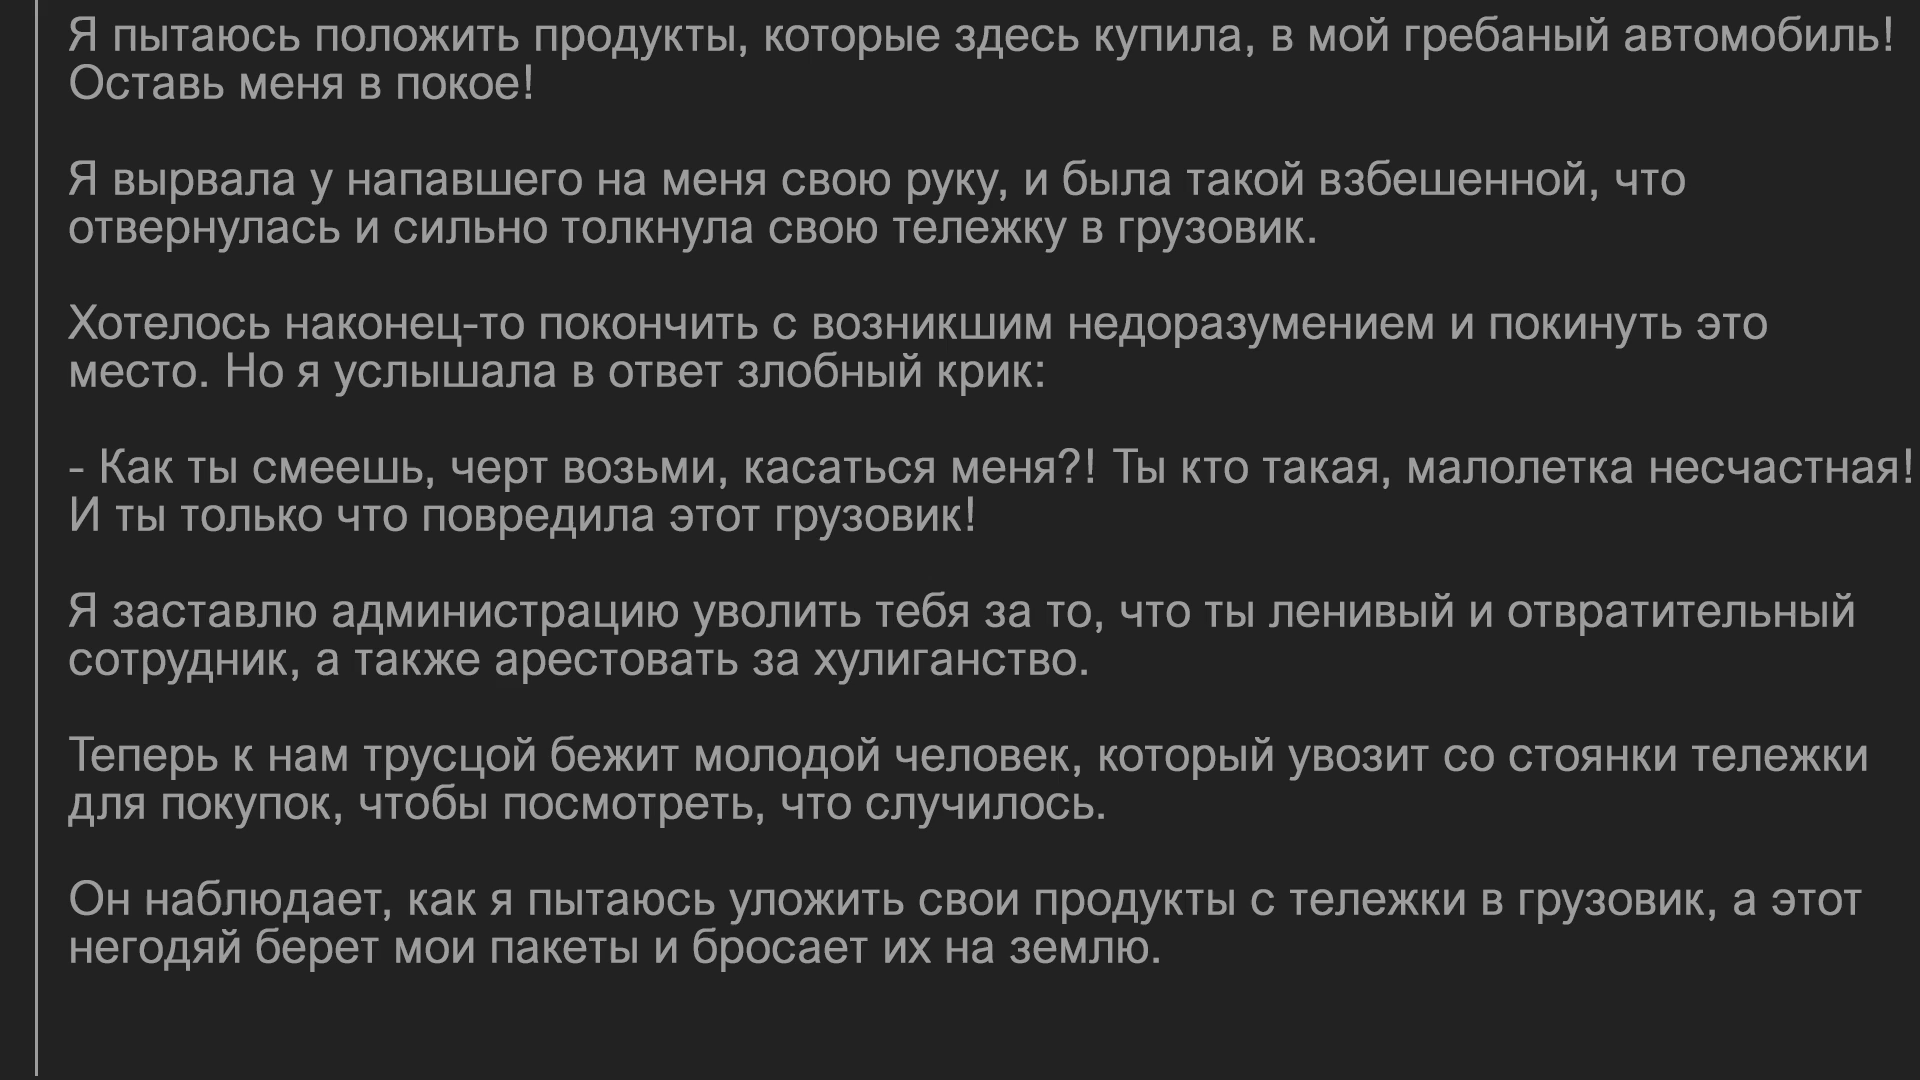 Я пытаюсь положить продукты, которые здесь купила, в мой гребаный автомобиль!
Оставь меня в покое!
Я вырвала у напавшего на меня свою руку, и была такой взбешенной, что
отвернулась и сильно толкнула свою тележку в грузовик.
Хотелось наконец-то покончить с возникшим недоразумением и покинуть это
место. Но я услышала в ответ злобный крик:
- Как ты смеешь, черт возьми, касаться меня?! Ты кто такая, малолетка несчастная!
И ты только что повредила этот грузовик!
Я заставлю администрацию уволить тебя за то, что ты ленивый и отвратительный
сотрудник, а также арестовать за хулиганство.
Теперь к нам трусцой бежит молодой человек, который увозит со стоянки тележки
для покупок, чтобы посмотреть, что случилось.
Он наблюдает, как я пытаюсь уложить свои продукты с тележки в грузовик, а этот
негодяй берет мои пакеты и бросает их на землю.